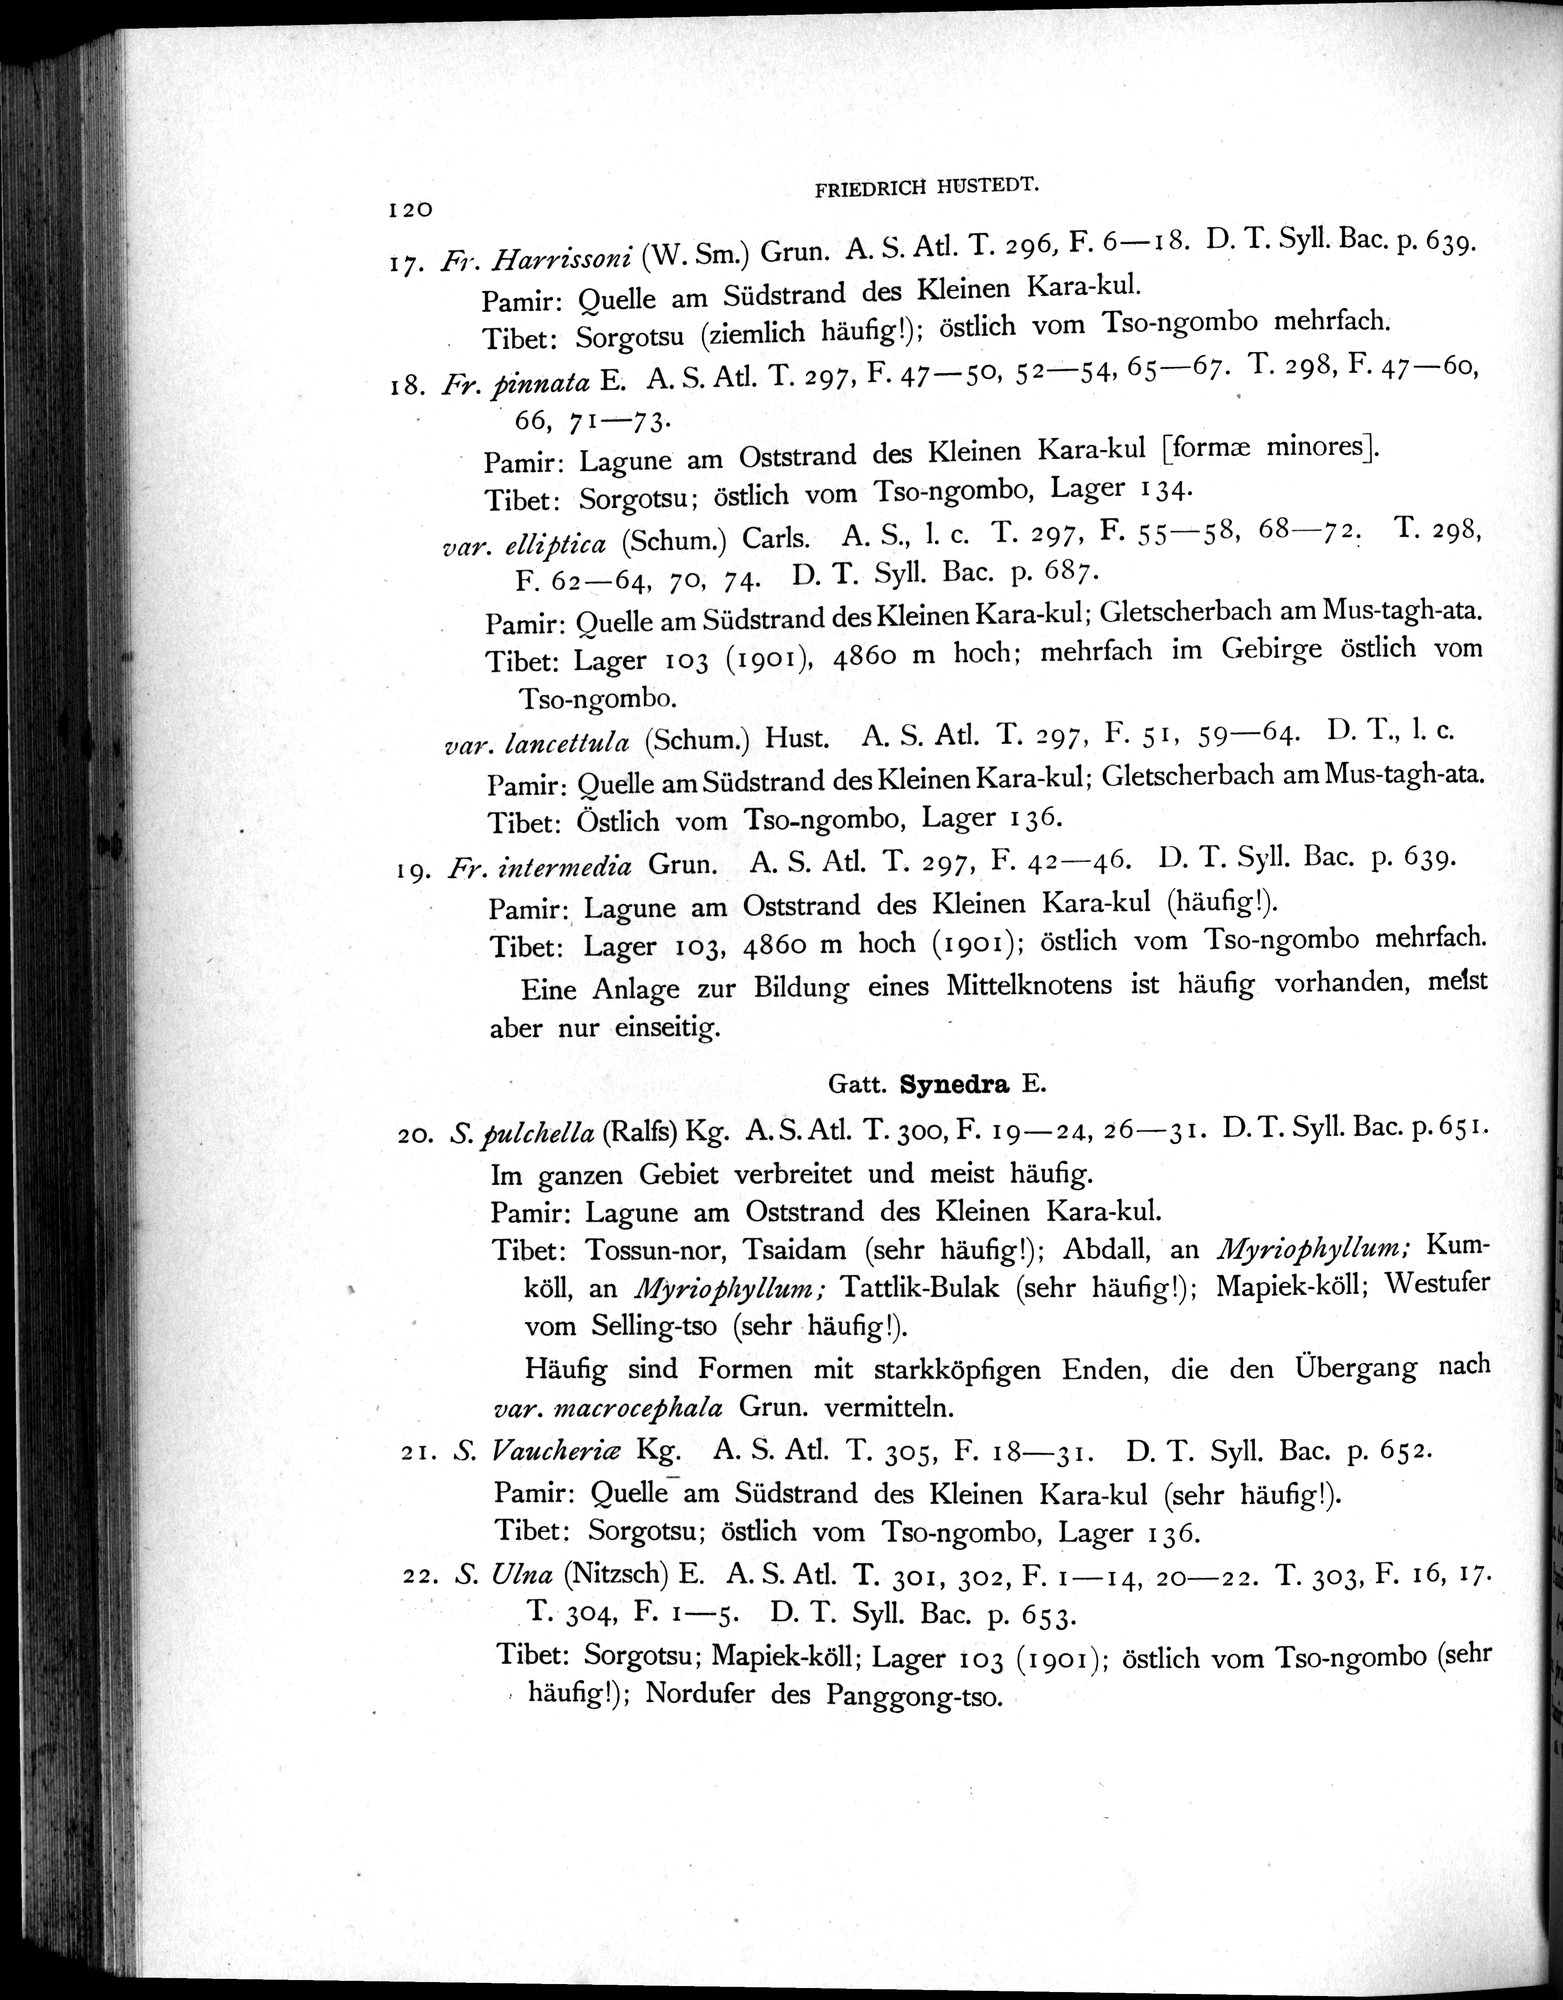 FRIEDRICH HUSTEDT.
120
17. Fr. Harrissoni (W. Sm.) Grun. A. S. Atl. T. 296, F. 6—18. D. T. Syll. Bac. p. 639.
Pamir: Quelle am Südstrand des Kleinen Kara-kul.
Tibet: Sorgotsu (ziemlich häufig!); östlich vom Tso-ngombo mehrfach.
18. Fr. pinnata E. A. S. Atl. T. 297, F. 47—50, 52—54, 65—67. T. 298, F. 47—60,
66, 71—73.
Pamir: Lagune am Oststrand des Kleinen Kara-kul [formæ minores].
Tibet: Sorgotsu; östlich vom Tso-ngombo, Lager 134.
var. elliptica (Schum.) Carls. A. S., l. c. T. 297, F. 55—58, 68—72. T. 298,
F. 62—64, 70, 74. D. T. Syll. Bac. p. 687.
Pamir: Quelle am Südstrand des Kleinen Kara-kul; Gletscherbach am Mus-tagh-ata.
Tibet: Lager 103 (1901), 4860 m hoch; mehrfach im Gebirge östlich vom
Tso-ngombo.
var. lancettula (Schum.) Hust. A. S. Atl. T. 297, F. 51, 59—64. D. T., l. c.
Pamir: Quelle am Südstrand des Kleinen Kara-kul; Gletscherbach am Mus-tagh-ata.
Tibet: Östlich vom Tso-ngombo, Lager 136.
19. Fr. intermedia Grun. A. S. Atl. T. 297, F. 42—46. D. T. Syll. Bac. p. 639.
Pamir: Lagune am Oststrand des Kleinen Kara-kul (häufig!).
Tibet: Lager 103, 4860 m hoch (1901); östlich vom Tso-ngombo mehrfach.
Eine Anlage zur Bildung eines Mittelknotens ist häufig vorhanden, meist
aber nur einseitig.
Gatt. Synedra E.
20. S. pulchella (Ralfs) Kg. A. S. Atl. T. 300, F. 19—24, 26—31. D. T. Syll. Bac. p. 651.
Im ganzen Gebiet verbreitet und meist häufig.
Pamir: Lagune am Oststrand des Kleinen Kara-kul.
Tibet: Tossun-nor, Tsaidam (sehr häufig!); Abdall, an Myriophyllum; Kum-
köll, an Myriophyllum; Tattlik-Bulak (sehr häufig!); Mapiek-köll; Westufer
vom Selling-tso (sehr häufig!).
Häufig sind Formen mit starkköpfigen Enden, die den Übergang nach
var. macrocephala Grun. vermitteln.
21. S. Vaucheriæ Kg. A. S. Atl. T. 305, F. 18—31. D. T. Syll. Bac. p. 652.
Pamir: Quelle am Südstrand des Kleinen Kara-kul (sehr häufig!).
Tibet: Sorgotsu; östlich vom Tso-ngombo, Lager 136.
22. S. Ulna (Nitzsch) E. A. S. Atl. T. 301, 302, F. 1—14, 20—22. T. 303, F. 16, 17.
T. 304, F. 1—5. D. T. Syll. Bac. p. 653.
Tibet: Sorgotsu; Mapiek-köll; Lager 103 (1901); östlich vom Tso-ngombo (sehr
häufig!); Nordufer des Panggong-tso.